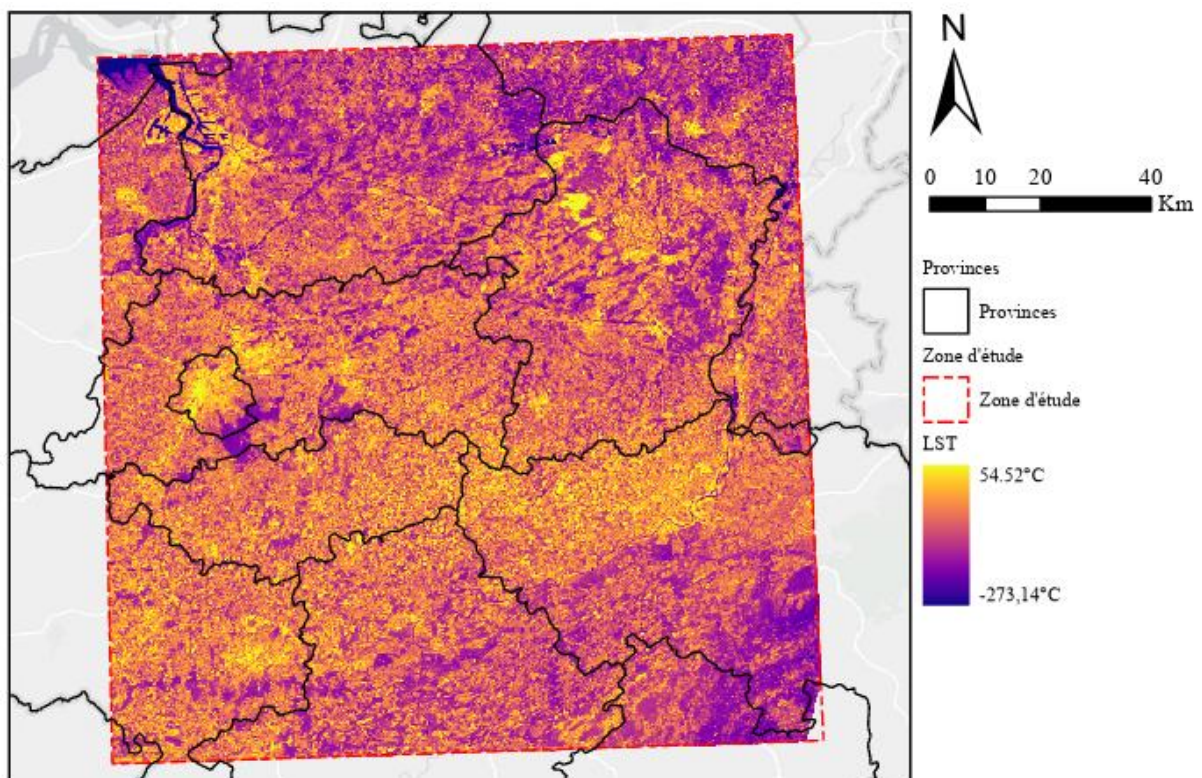 N
0 10 20 40
Km
Provinces
Provinces
Zone d'étude
Zone d'étude
LST
54.52°C
-273,14°C